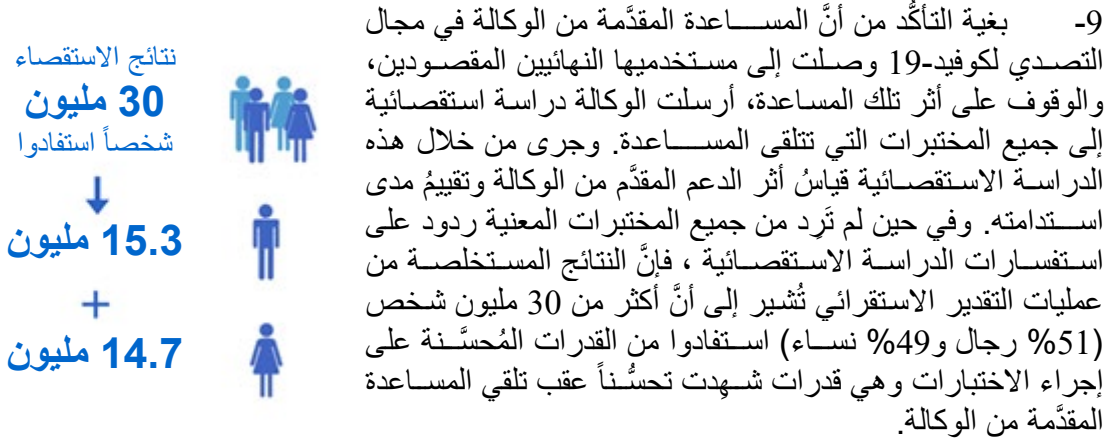 9- بغية التأكُّد من أنَّ المساعدة المقدَّمة من الوكالة في مجال
التصدي لكوفيد-19 وصلت إلى مستخدميها النهائيين المقصودين،
والوقوف على أثر تلك المساعدة، أرسلت الوكالة دراسة استقصائية
إلى جميع المختبرات التي تتلقى المساعدة. وجرى من خلال هذه
الدراسة الاستقصائية قياسُ أثر الدعم المقدَّم من الوكالة وتقييمُ مدى
استدامته. وفي حين لم تَرِد من جميع المختبرات المعنية ردود على
استفسارات الدراسة الاستقصائية ، فإنَّ النتائج المستخلصة من
عمليات التقدير الاستقرائي تُشير إلى أنَّ أكثر من 30 مليون شخص
(51% رجال و49% نساء) استفادوا من القدرات المُحسَّنة على
إجراء الاختبارات وهي قدرات شهِدت تحسُّناً عقب تلقي المساعدة
المقدَّمة من الوكالة.
نتائج الاستقصاء
30 مليون
شخصاً استفادوا
15.3 مليون
+
14.7 مليون